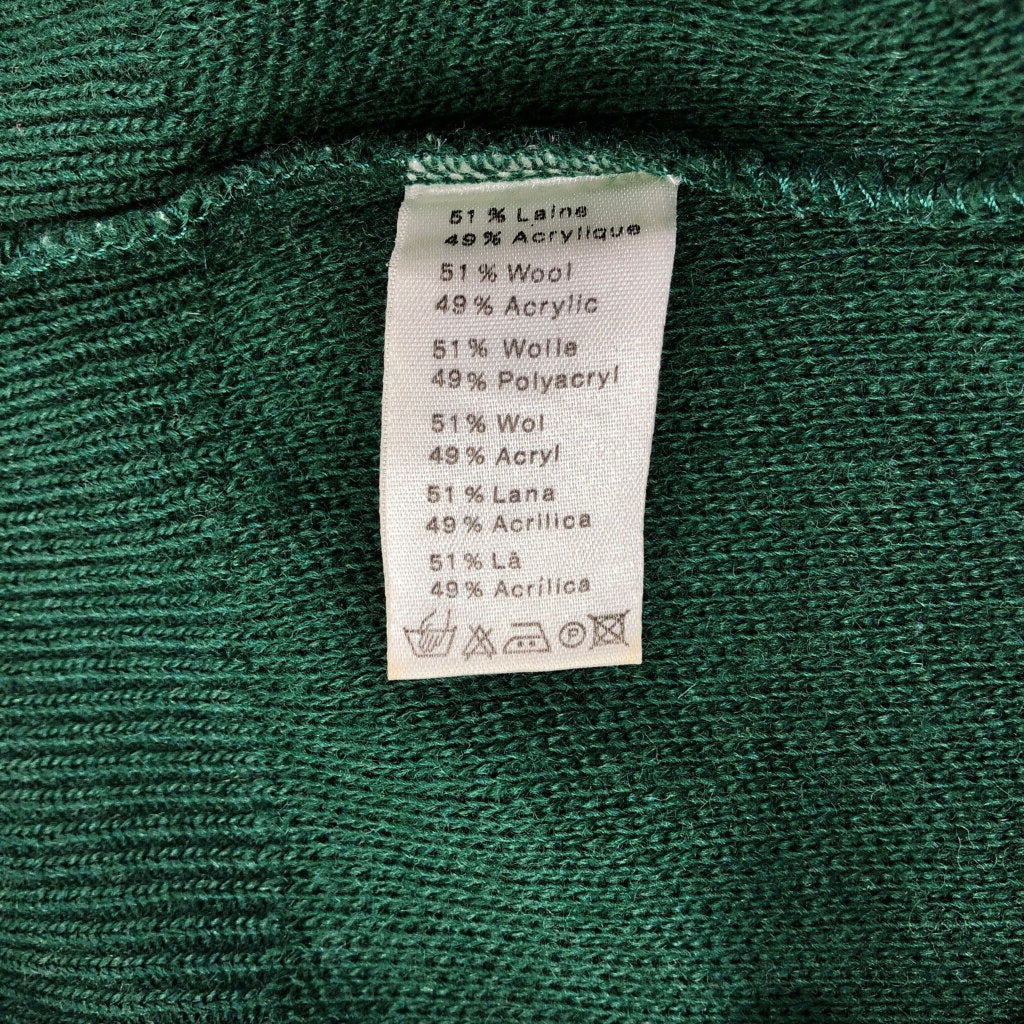 51 % Laine
49 % Acrylique
51 % Wool
49 % Acrylic
51 % Wolle
49 % Polyacryl
51 % Wol
49 % Acryl
51 % Lana
49 % Acrilica
51 % Lã
49 % Acrílica
P